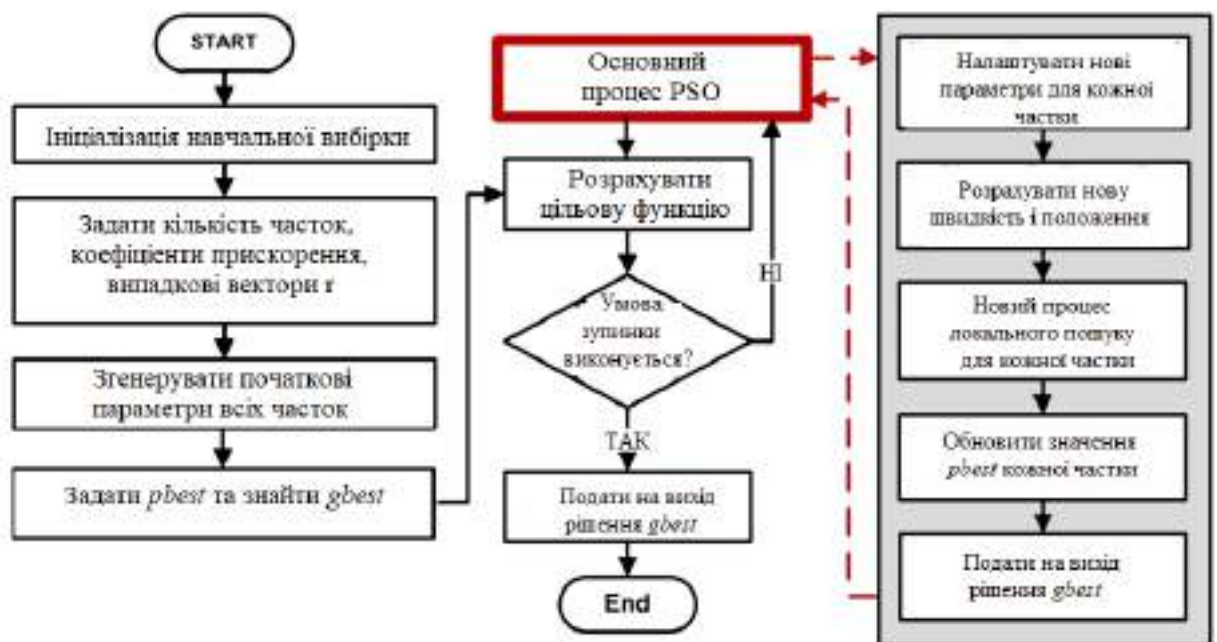 START
Ініціалізація навчальної вибірки
Задати кількість часток,
коефіцієнти прискорення,
випадкові вектори r
Згенерувати початкові
параметри всіх часток
Задати pbest та знайти gbest
Основний
процес PSO
Розрахувати
цільову функцію
Умова
зупинки
виконується?
НІ
ТАК
Подати на вихід
рішення gbest
End
Налаштувати нові
параметри для кожної
частки
Розрахувати нову
швидкість і положення
Новий процес
локального пошуку
для кожної частки
Обновити значення
pbest кожної частки
Подати на вихід
рішення gbest